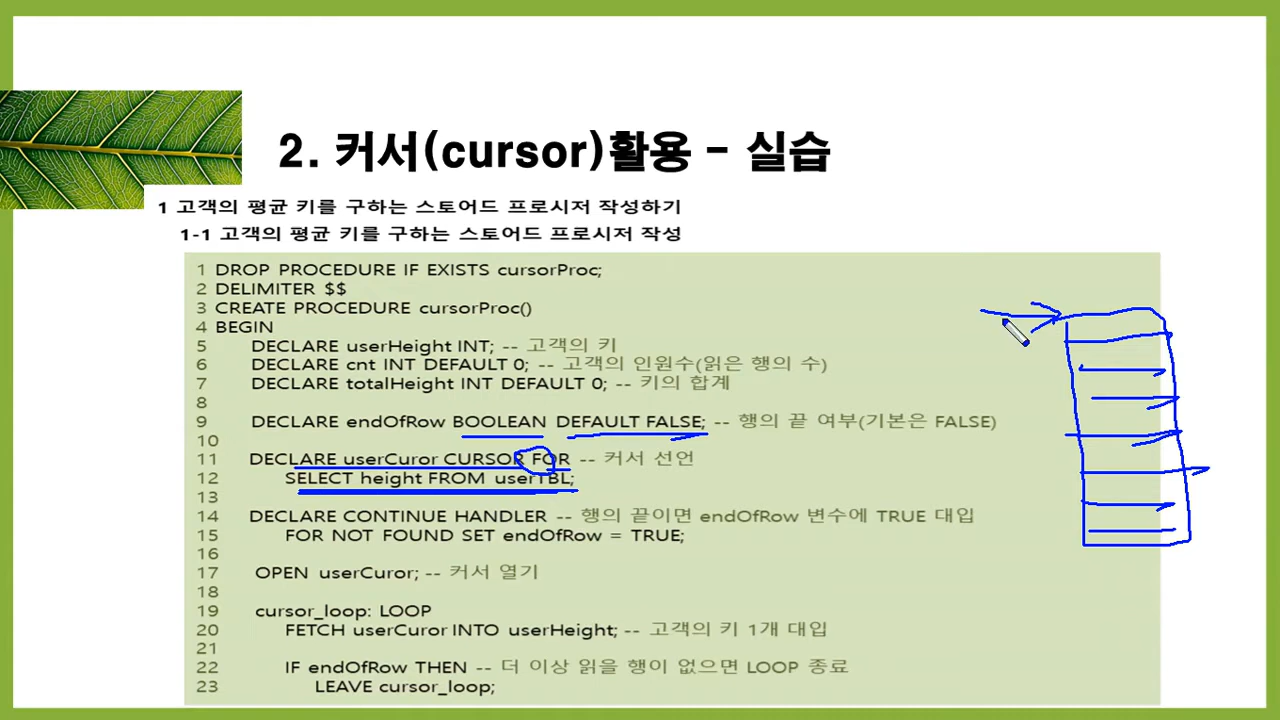 2. 커서(cursor)활용 - 실습
1 고객의 평균 키를 구하는 스토어드 프로시저 작성하기
1-1 고객의 평균 키를 구하는 스토어드 프로시저 작성
1 DROP PROCEDURE IF EXISTS cursorProc;
2 DELIMITER $$
3 CREATE PROCEDURE cursorProc()
4 BEGIN
5 DECLARE userHeight INT; -- 고객의 키
6 DECLARE cnt INT DEFAULT 0; -- 고객의 인원수(읽은 행의 수)
7 DECLARE totalHeight INT DEFAULT 0; -- 키의 합계
8
9 DECLARE endOfRow BOOLEAN DEFAULT FALSE; -- 행의 끝 여부(기본은 FALSE)
10
11 DECLARE userCuror CURSOR FOR -- 커서 선언
12 SELECT height FROM userTBL;
13
14 DECLARE CONTINUE HANDLER -- 행의 끝이면 endOfRow 변수에 TRUE 대입
15 FOR NOT FOUND SET endOfRow = TRUE;
16
17 OPEN userCuror; -- 커서 열기
18
19 cursor_loop: LOOP
20 FETCH userCuror INTO userHeight; -- 고객의 키 1개 대입
21
22 IF endOfRow THEN -- 더 이상 읽을 행이 없으면 LOOP 종료
23 LEAVE cursor_loop;